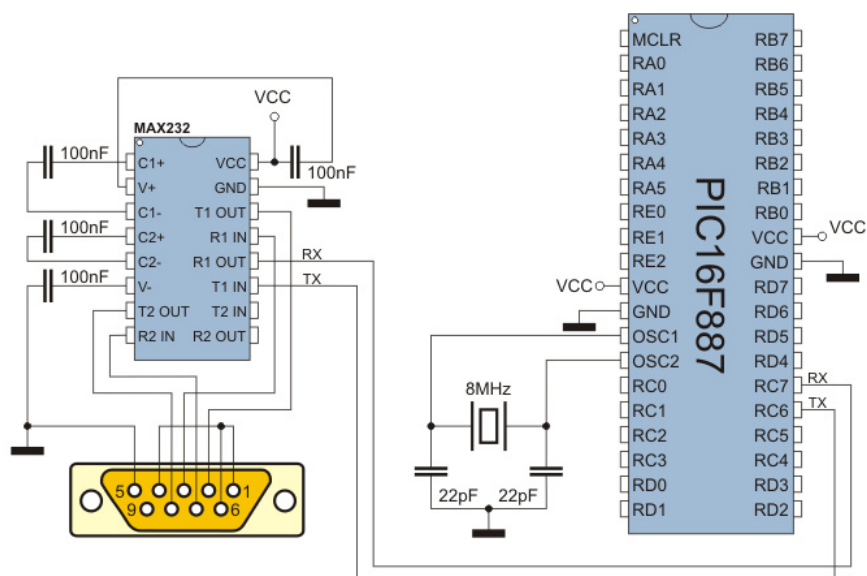 MAX232
VCC
100nF
C1+
VCC
100nF
V+
GND
C1-
T1 OUT
100nF
C2+
R1 IN
C2-
R1 OUT
RX
100nF
V-
T1 IN
TX
T2 OUT
T2 IN
R2 IN
R2 OUT
5
1
9
6
8MHz
22pF
22pF
PIC16F887
MCLR
RB7
RA0
RB6
RA1
RB5
RA2
RB4
RA3
RB3
RA4
RB2
RA5
RB1
RE0
RB0
RE1
VCC
VCC
RE2
GND
VCC
VCC
RD7
GND
RD6
OSC1
RD5
OSC2
RD4
RC0
RC7
RX
RC1
RC6
TX
RC2
RC5
RC3
RC4
RD0
RD3
RD1
RD2